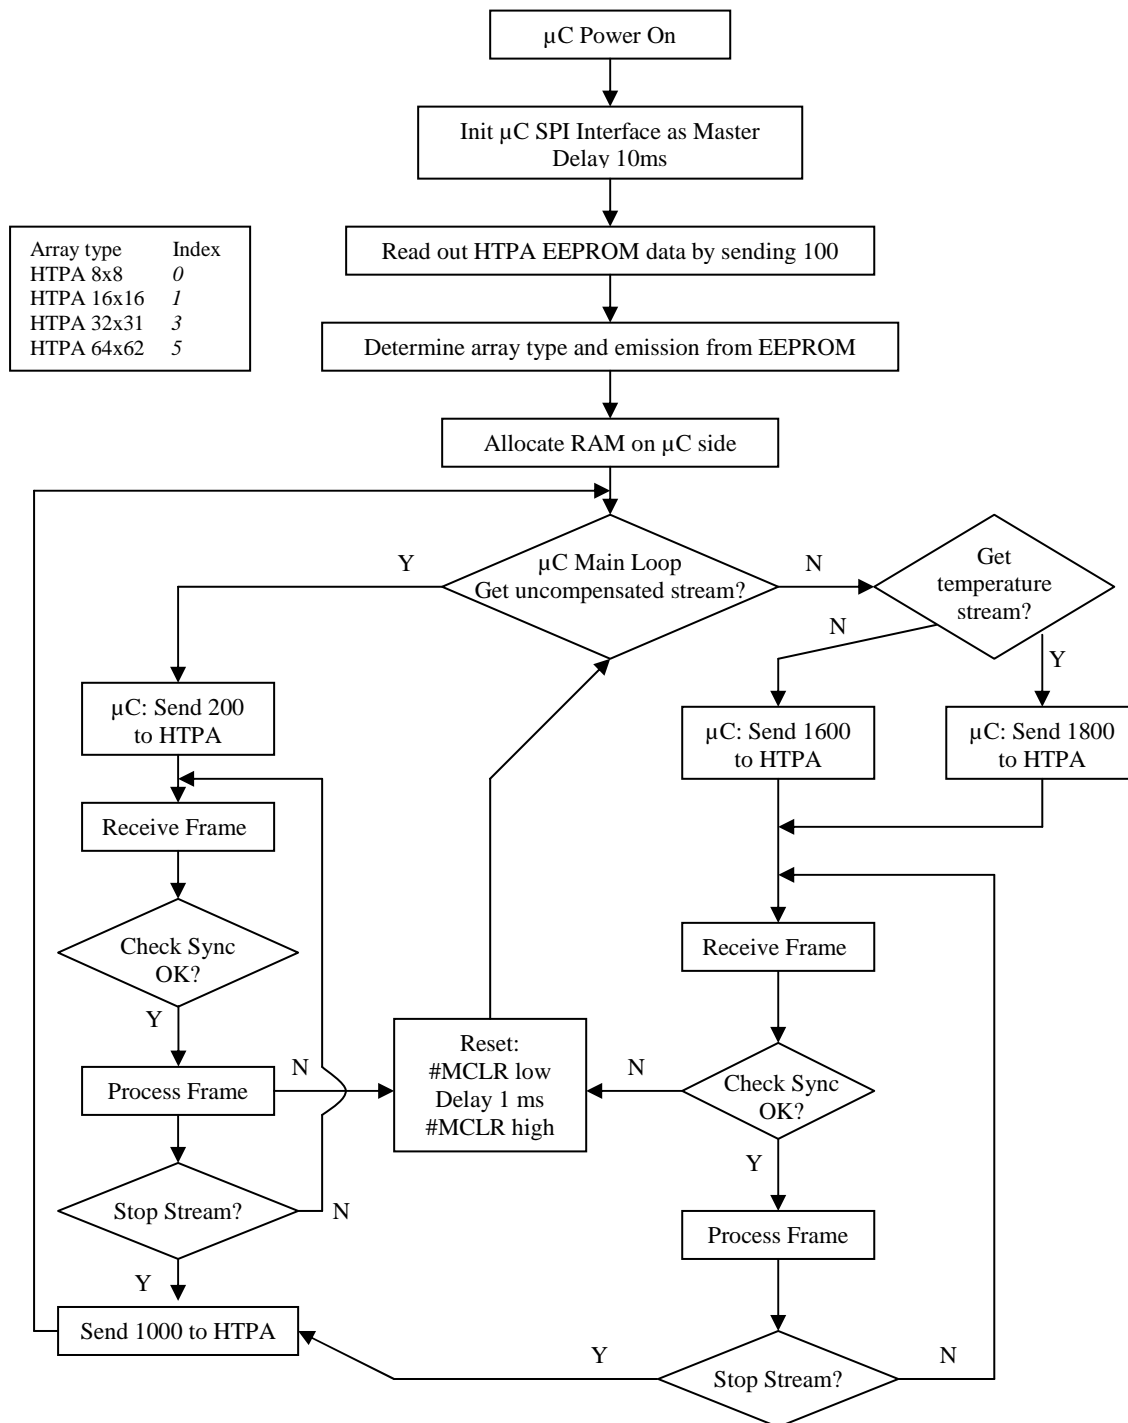 µC Power On
Init µC SPI Interface as Master
Delay 10ms
Read out HTPA EEPROM data by sending 100
Array type Index
HTPA 8x8 0
HTPA 16x16 1
HTPA 32x31 3
HTPA 64x62 5
Determine array type and emission from EEPROM
Allocate RAM on µC side
Y
µC Main Loop
Get uncompensated stream?
N
Get
temperature
stream?
N
Y
µC: Send 200
to HTPA
µC: Send 1600
to HTPA
µC: Send 1800
to HTPA
Receive Frame
Check Sync
OK?
Y
Receive Frame
Process Frame
N
Reset:
#MCLR low
Delay 1 ms
#MCLR high
N
Check Sync
OK?
Y
Stop Stream?
N
Process Frame
Y
Send 1000 to HTPA
Y
Stop Stream?
N